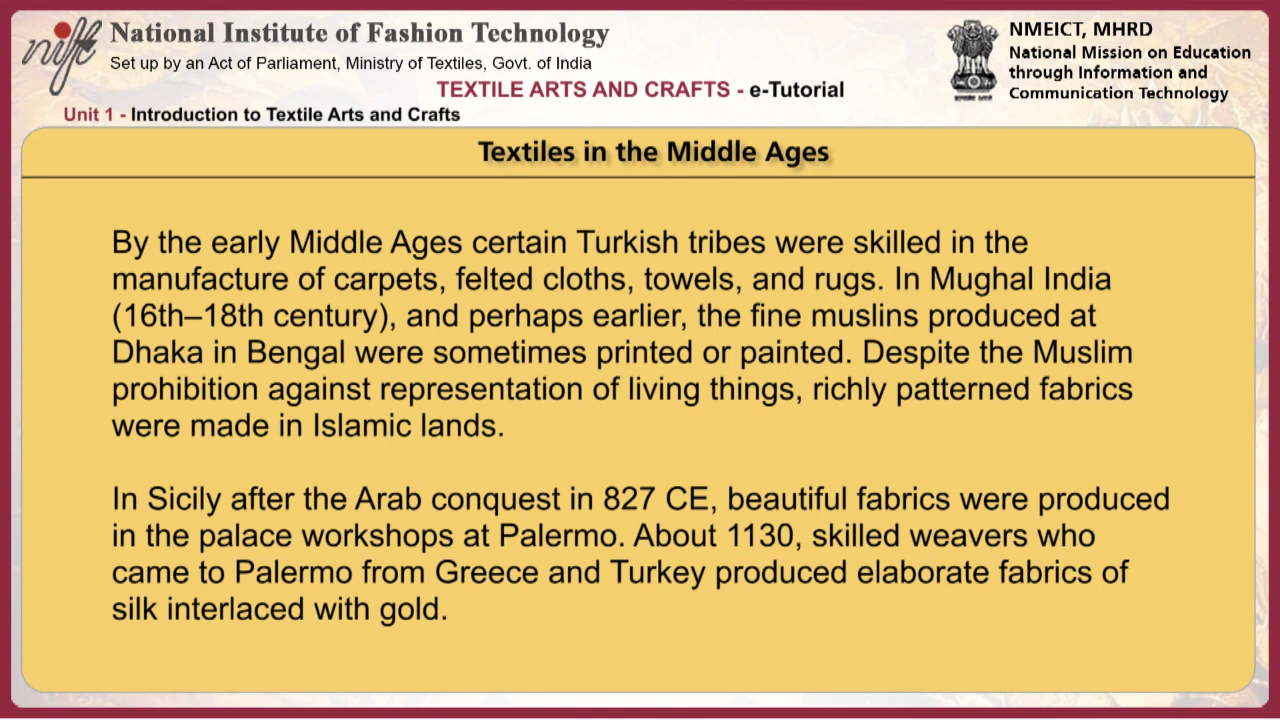 nift
National Institute of Fashion Technology
Set up by an Act of Parliament, Ministry of Textiles, Govt. of India
NMEICT, MHRD
National Mission on Education
through Information and
Communication Technology
TEXTILE ARTS AND CRAFTS - e-Tutorial
Unit 1 - Introduction to Textile Arts and Crafts
Textiles in the Middle Ages
By the early Middle Ages certain Turkish tribes were skilled in the
manufacture of carpets, felted cloths, towels, and rugs. In Mughal India
(16th–18th century), and perhaps earlier, the fine muslins produced at
Dhaka in Bengal were sometimes printed or painted. Despite the Muslim
prohibition against representation of living things, richly patterned fabrics
were made in Islamic lands.
In Sicily after the Arab conquest in 827 CE, beautiful fabrics were produced
in the palace workshops at Palermo. About 1130, skilled weavers who
came to Palermo from Greece and Turkey produced elaborate fabrics of
silk interlaced with gold.